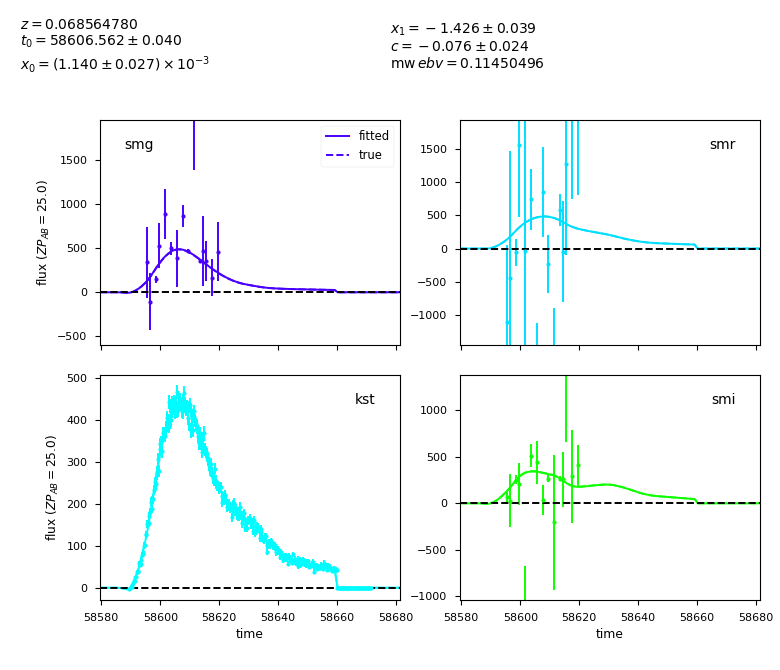 z = 0.068564780
t₀ = 58606.562 ± 0.040
x₀ = (1.140 ± 0.027) × 10⁻³
x₁ = −1.426 ± 0.039
c = −0.076 ± 0.024
mw ebv = 0.11450496
smg
fitted
true
1500
1000
500
0
−500
flux (ZP_AB = 25.0)
smr
1500
1000
500
0
−500
−1000
kst
500
400
300
200
100
0
flux (ZP_AB = 25.0)
58580 58600 58620 58640 58660 58680
time
smi
1000
500
0
−500
−1000
58580 58600 58620 58640 58660 58680
time